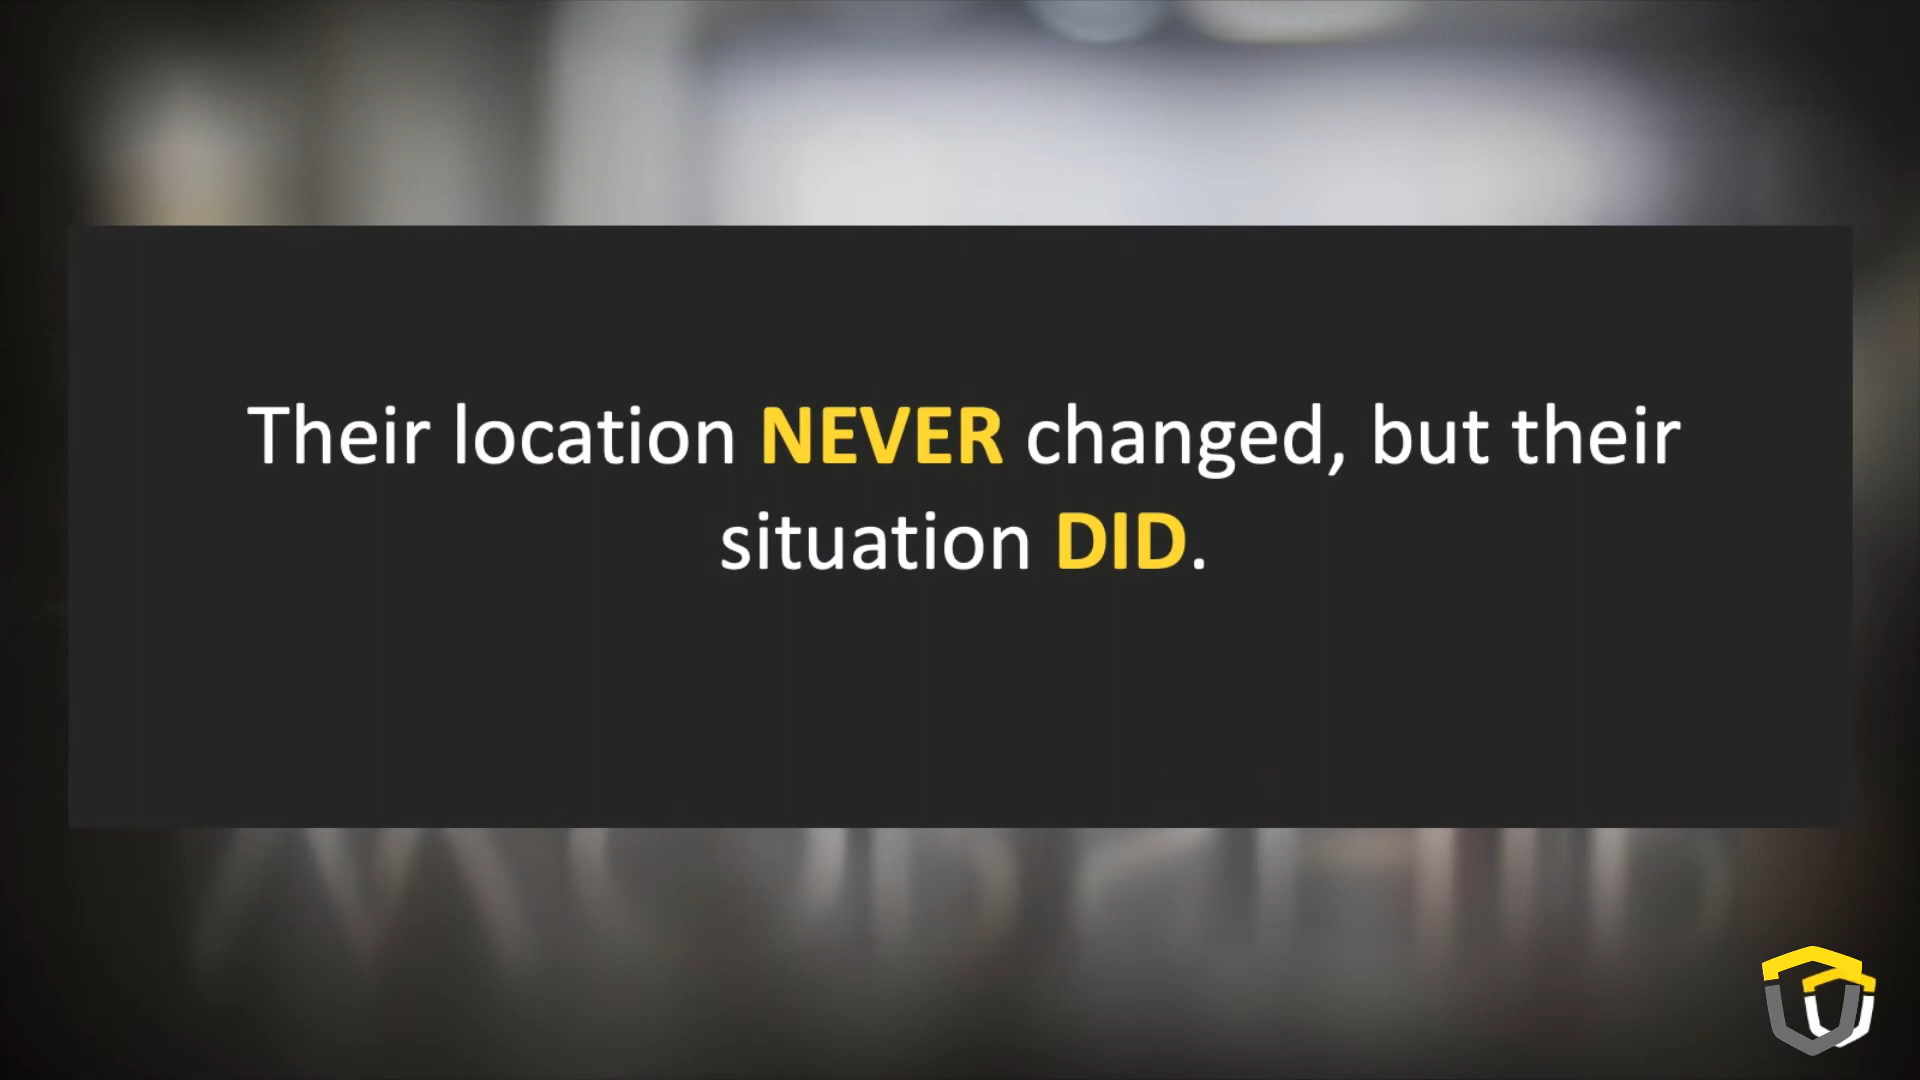 Their location NEVER changed, but their
situation DID.